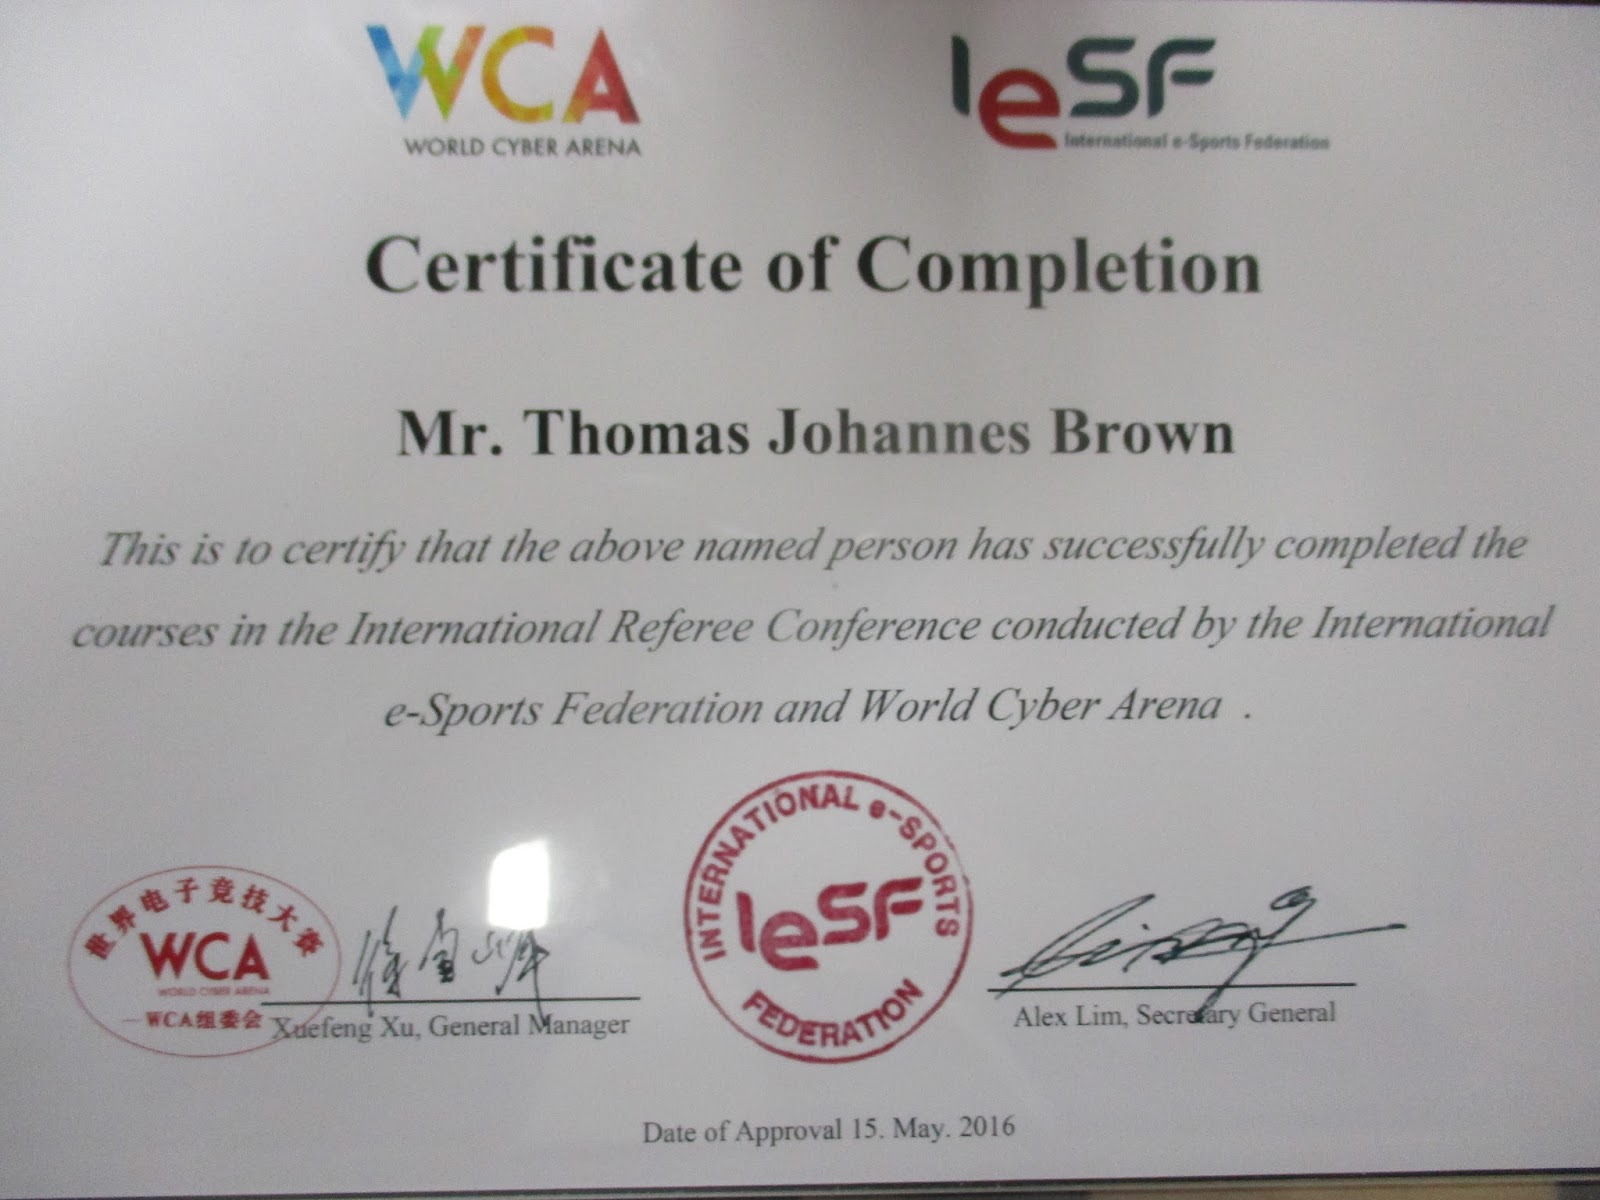 WCA
WORLD CYBER ARENA
IeSF
International e-Sports Federation
Certificate of Completion
Mr. Thomas Johannes Brown
This is to certify that the above named person has successfully completed the
courses in the International Referee Conference conducted by the International
e-Sports Federation and World Cyber Arena .
世界电子竞技大赛
WCA
WORLD CYBER ARENA
WCA组委会
Xuefeng Xu, General Manager
INTERNATIONAL e-SPORTS
IeSF
FEDERATION
Alex Lim, Secretary General
Date of Approval 15. May. 2016